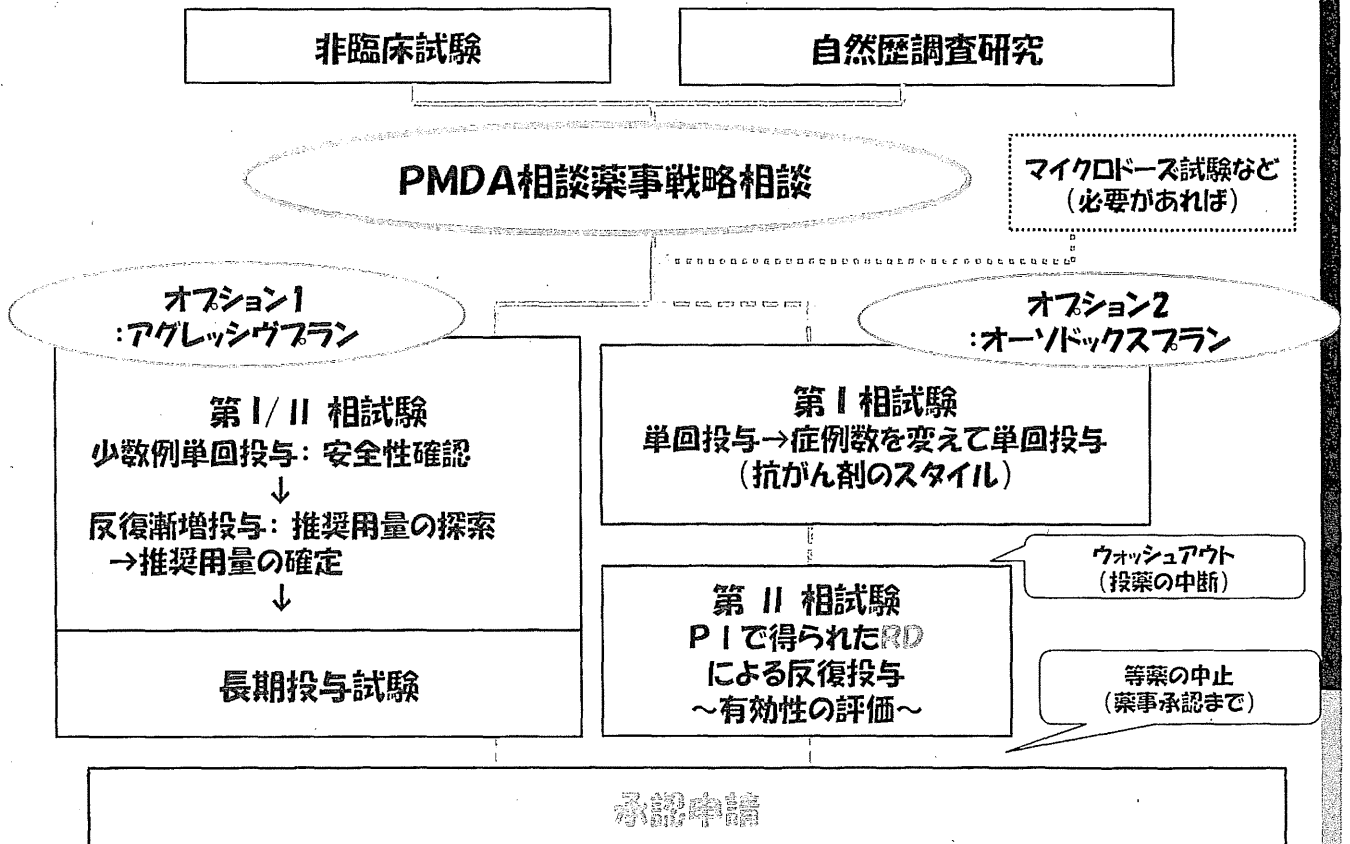 非臨床試験
自然歴調査研究
PMDA相談薬事戦略相談
マイクロドーズ試験など
(必要があれば)
オプション1
:アグレッシヴプラン
オプション2
:オーソドックスプラン
第Ⅰ/Ⅱ 相試験
少数例単回投与: 安全性確認
↓
反復漸増投与: 推奨用量の探索
→推奨用量の確定
↓
長期投与試験
第Ⅰ相試験
単回投与→症例数を変えて単回投与
(抗がん剤のスタイル)
ウォッシュアウト
(投薬の中断)
第Ⅱ相試験
PⅠで得られたRD
による反復投与
~有効性の評価~
等薬の中止
(薬事承認まで)
承認申請